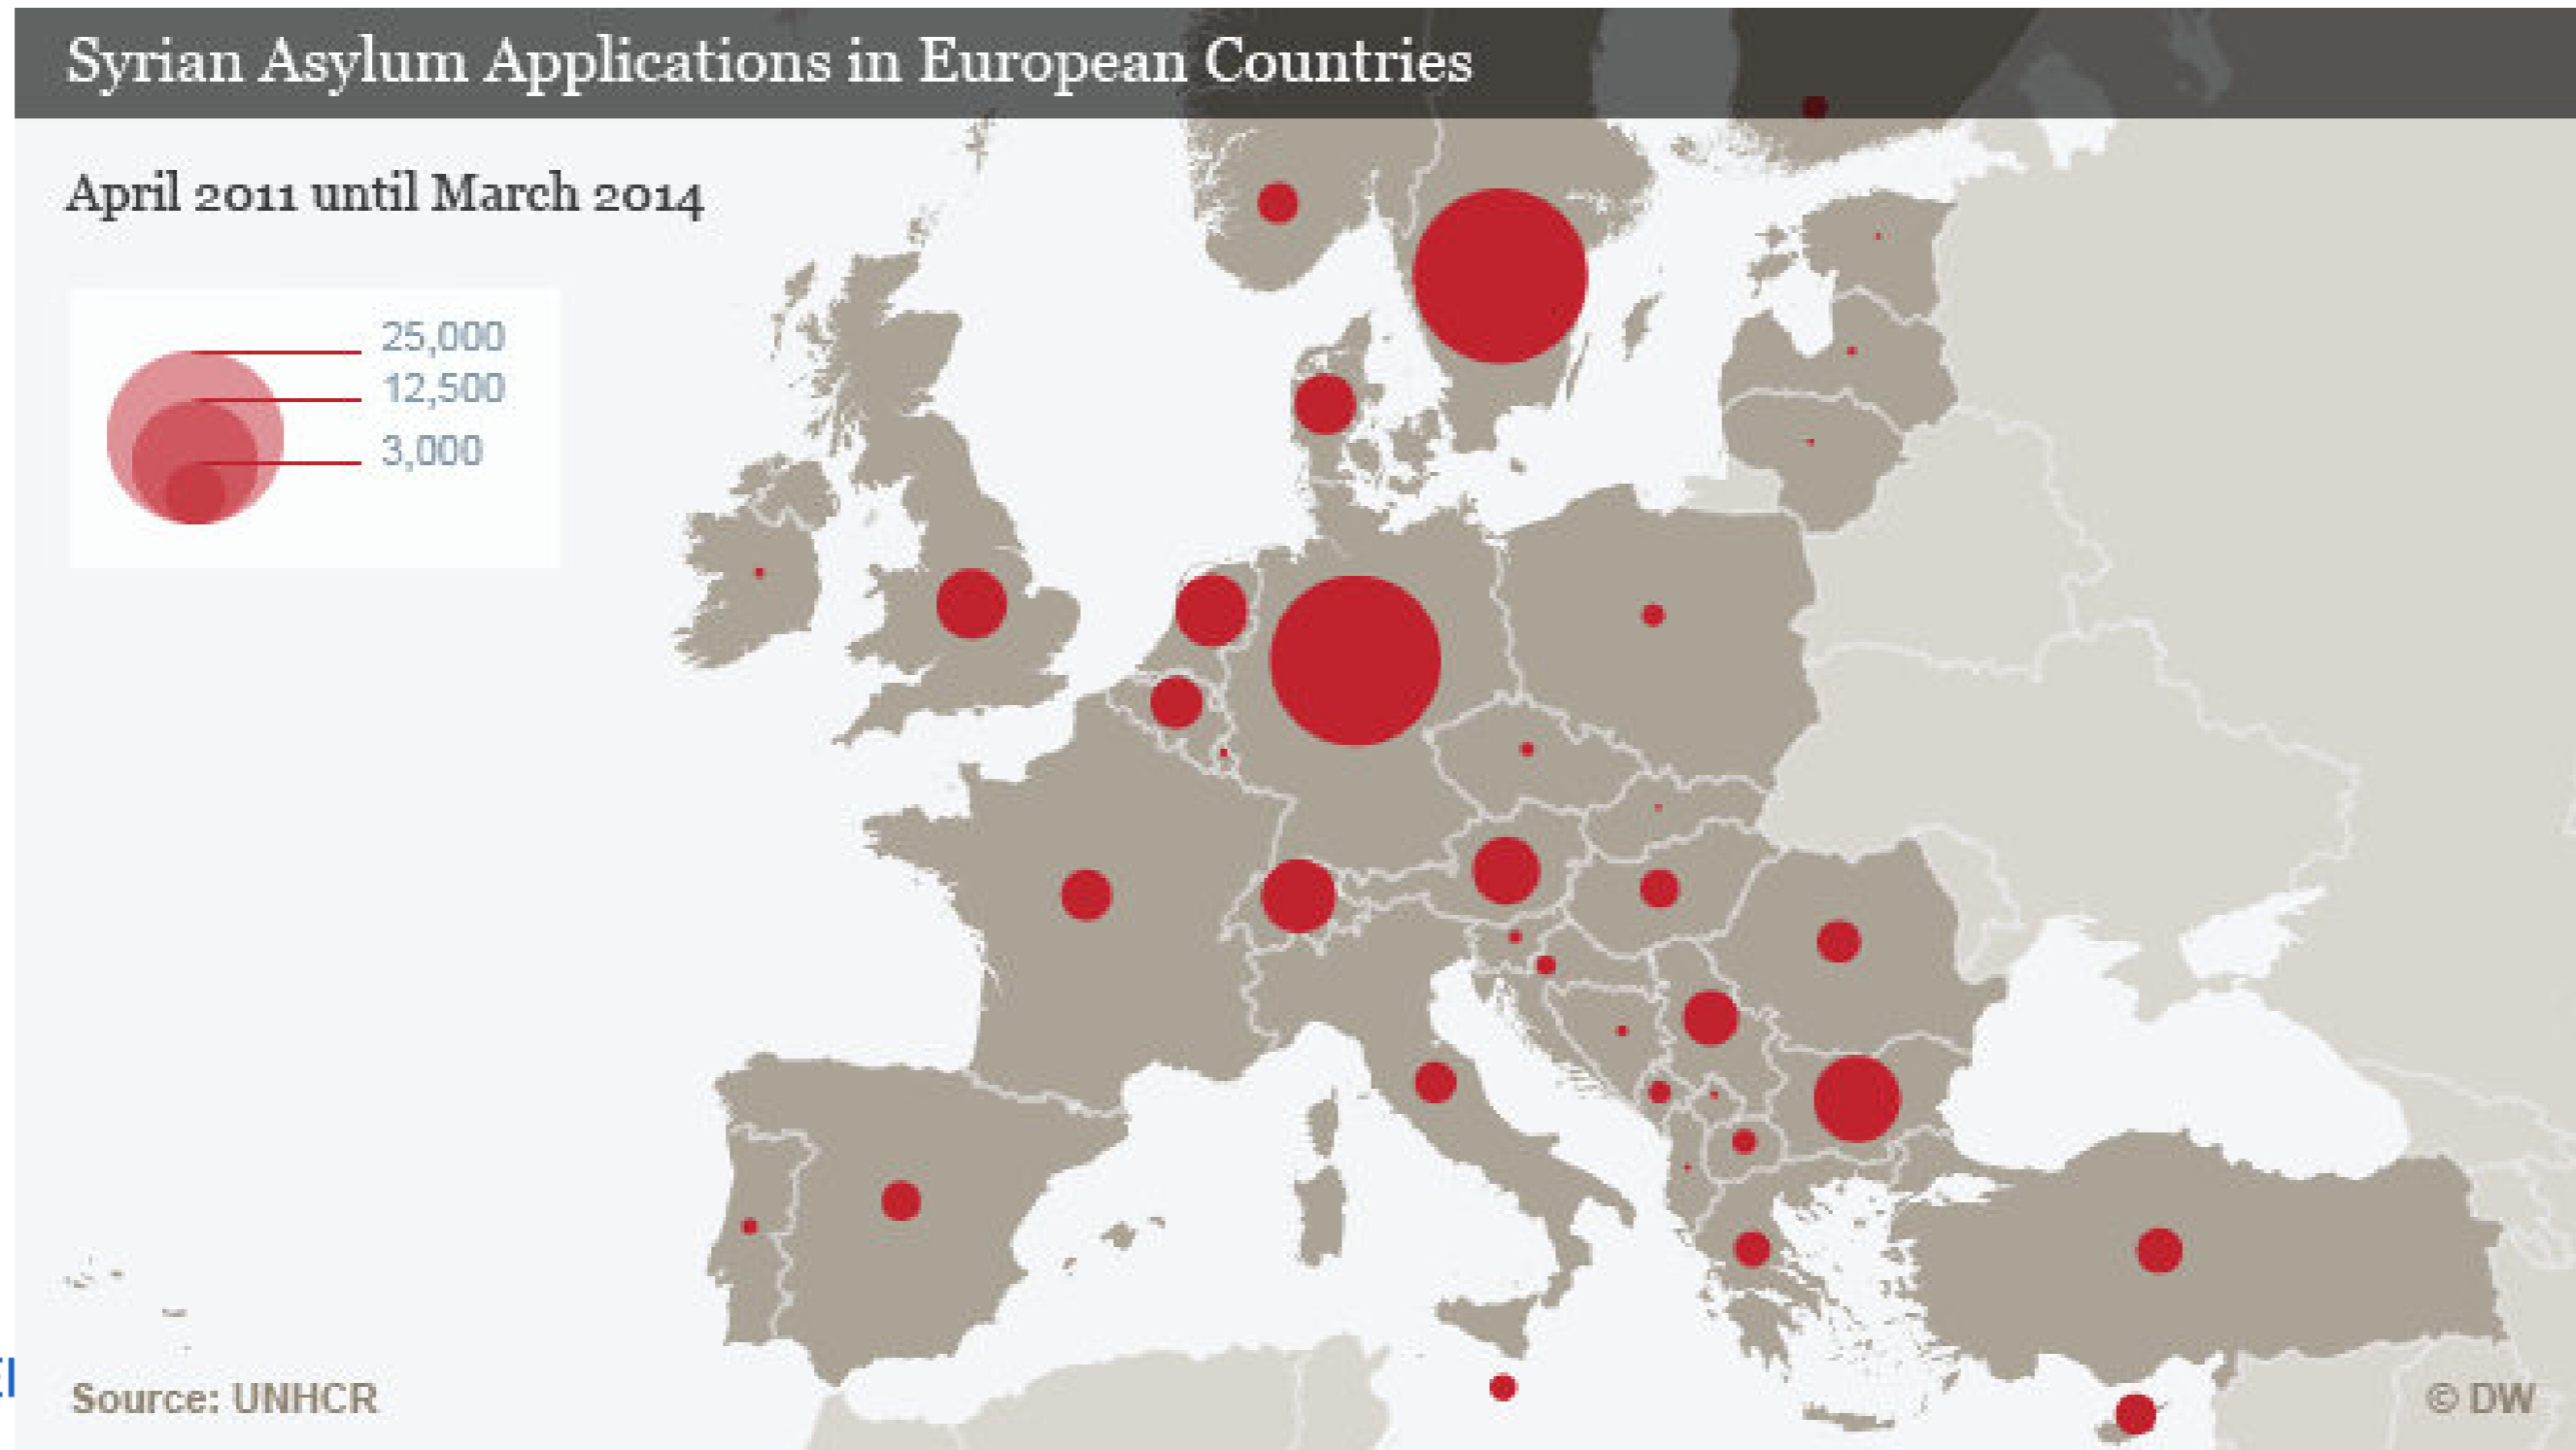 Syrian Asylum Applications in European Countries
April 2011 until March 2014
25,000
12,500
3,000
Source: UNHCR
© DW